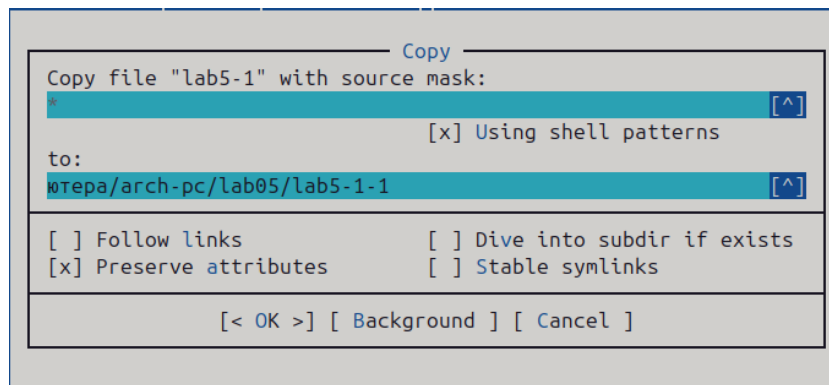 Copy
Copy file "lab5-1" with source mask:
* [^]
[x] Using shell patterns
to:
ютера/arch-pc/lab05/lab5-1-1 [^]
[ ] Follow links [ ] Dive into subdir if exists
[x] Preserve attributes [ ] Stable symlinks
[< OK >] [ Background ] [ Cancel ]